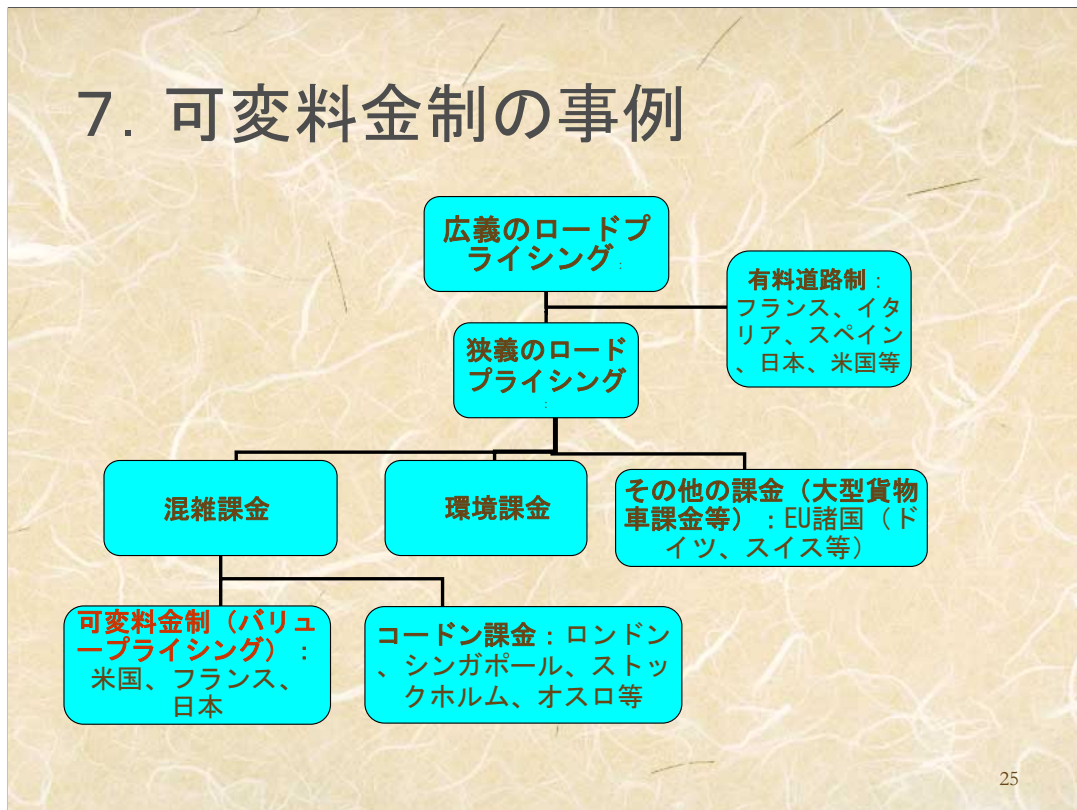 ７．可変料金制の事例
広義のロードプ
ライシング：
有料道路制：
フランス、イタ
リア、スペイン
、日本、米国等
狭義のロード
プライシング
：
混雑課金
環境課金
その他の課金（大型貨物
車課金等）：EU諸国（ド
イツ、スイス等）
可変料金制（バリュ
ープライシング）：
米国、フランス、
日本
コードン課金：ロンドン
、シンガポール、ストッ
クホルム、オスロ等
25